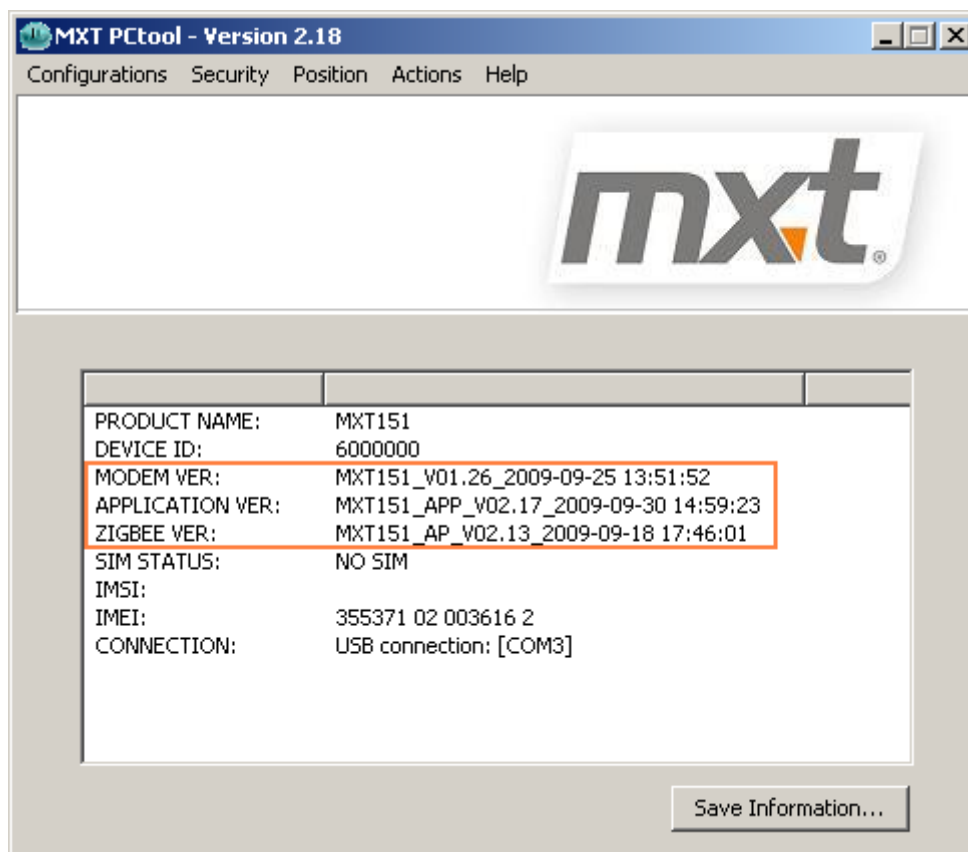 MXT PCtool - Version 2.18
Configurations Security Position Actions Help
mxt®
PRODUCT NAME: MXT151
DEVICE ID: 6000000
MODEM VER: MXT151_V01.26_2009-09-25 13:51:52
APPLICATION VER: MXT151_APP_V02.17_2009-09-30 14:59:23
ZIGBEE VER: MXT151_AP_V02.13_2009-09-18 17:46:01
SIM STATUS: NO SIM
IMSI:
IMEI: 355371 02 003616 2
CONNECTION: USB connection: [COM3]
Save Information...